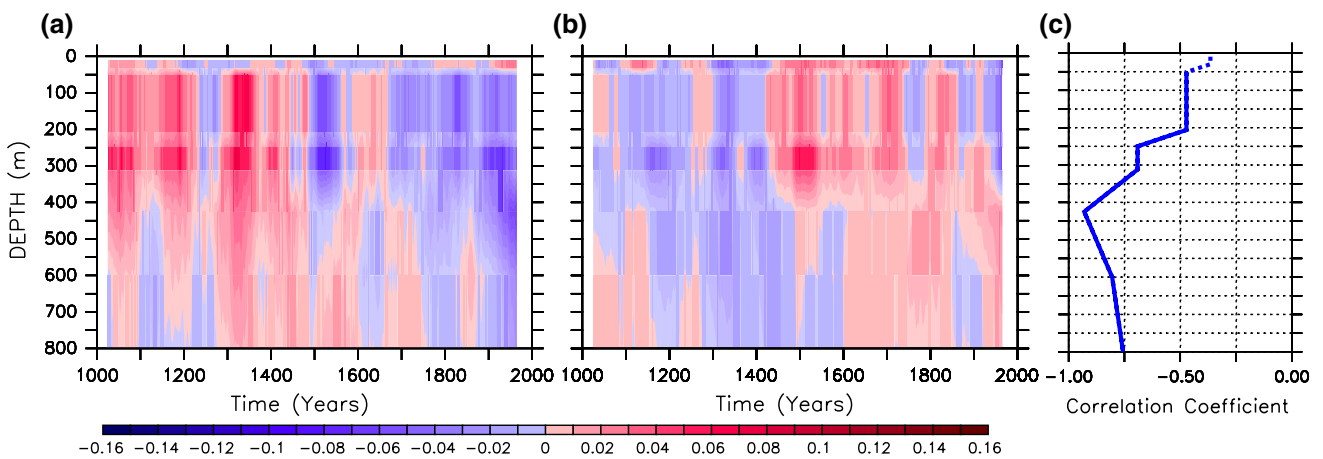 (a) (b) (c)
0
100
200
300
400
500
600
700
800
DEPTH (m)
1000 1200 1400 1600 1800 2000 1000 1200 1400 1600 1800 2000 −1.00 −0.50 0.00
Time (Years) Time (Years) Correlation Coefficient
−0.16 −0.14 −0.12 −0.1 −0.08 −0.06 −0.04 −0.02 0 0.02 0.04 0.06 0.08 0.1 0.12 0.14 0.16